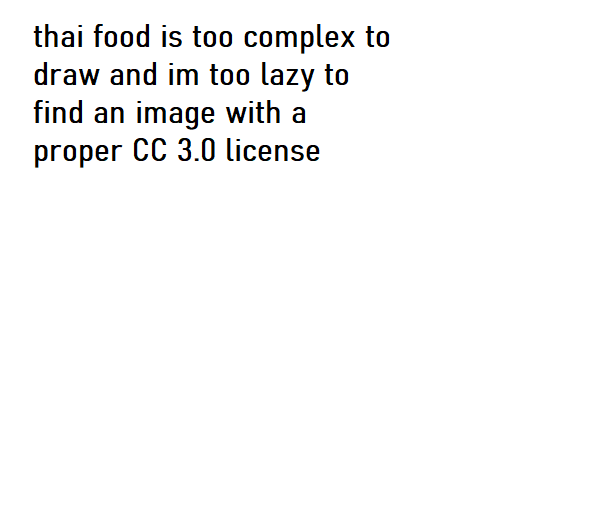 thai food is too complex to
draw and im too lazy to
find an image with a
proper CC 3.0 license